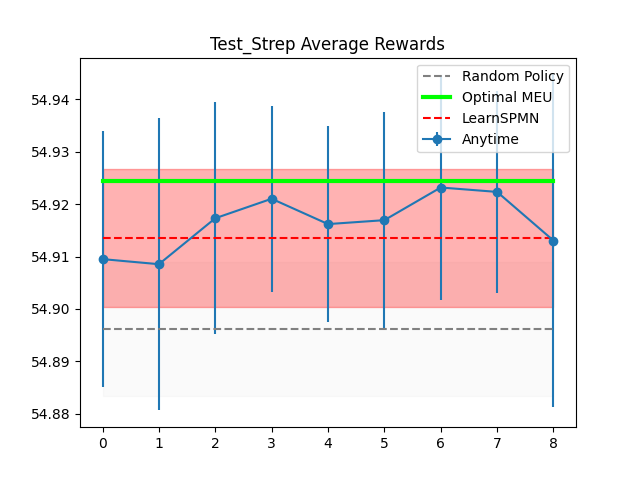 Test_Strep Average Rewards
Random Policy
Optimal MEU
LearnSPMN
Anytime
54.94
54.93
54.92
54.91
54.90
54.89
54.88
0 1 2 3 4 5 6 7 8